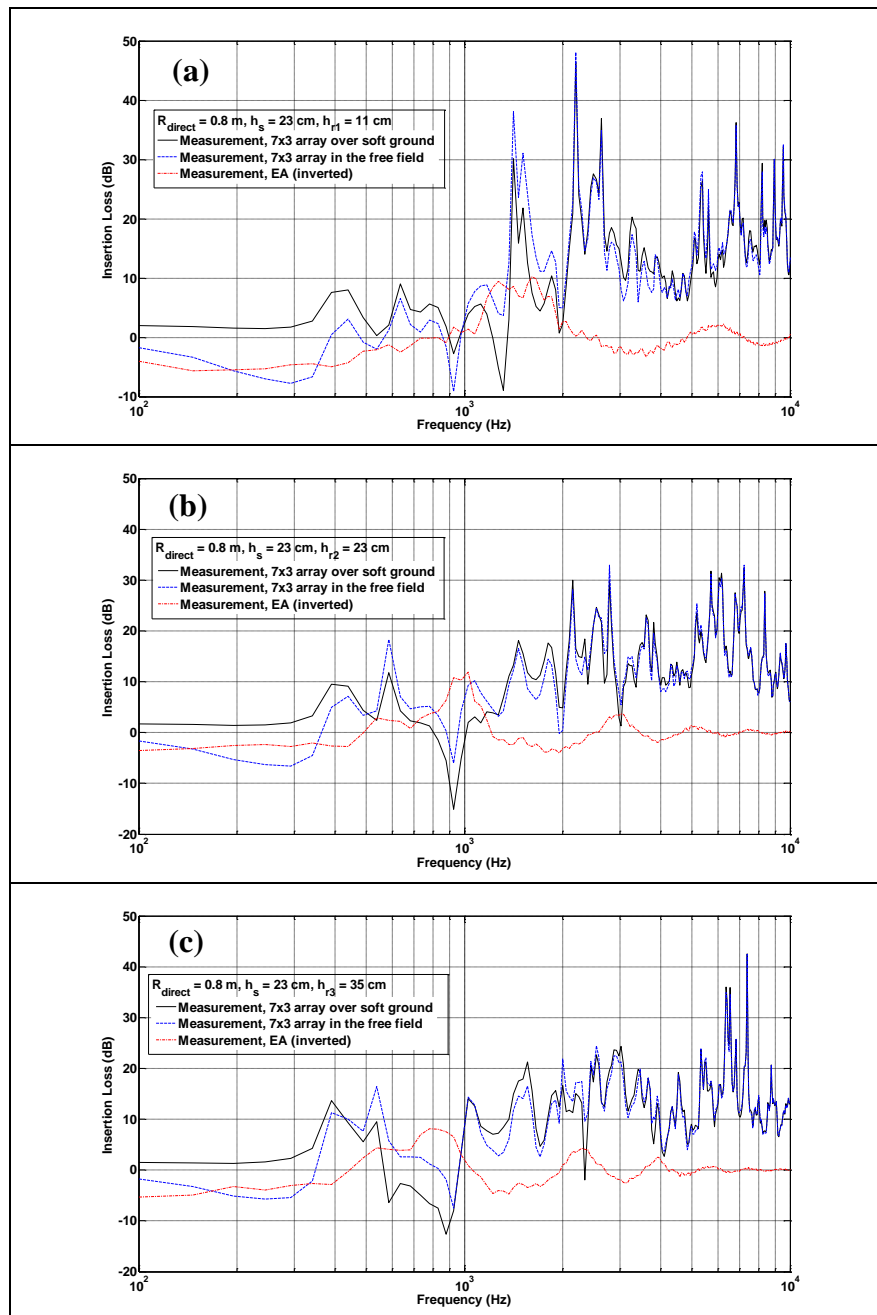 (a)
50
40
30
20
10
0
-10
Insertion Loss (dB)
R_direct = 0.8 m, h_s = 23 cm, h_r1 = 11 cm
Measurement, 7x3 array over soft ground
Measurement, 7x3 array in the free field
Measurement, EA (inverted)
10^2
10^3
10^4
Frequency (Hz)
(b)
50
40
30
20
10
0
-10
-20
Insertion Loss (dB)
R_direct = 0.8 m, h_s = 23 cm, h_r2 = 23 cm
Measurement, 7x3 array over soft ground
Measurement, 7x3 array in the free field
Measurement, EA (inverted)
10^2
10^3
10^4
Frequency (Hz)
(c)
50
40
30
20
10
0
-10
-20
Insertion Loss (dB)
R_direct = 0.8 m, h_s = 23 cm, h_r3 = 35 cm
Measurement, 7x3 array over soft ground
Measurement, 7x3 array in the free field
Measurement, EA (inverted)
10^2
10^3
10^4
Frequency (Hz)